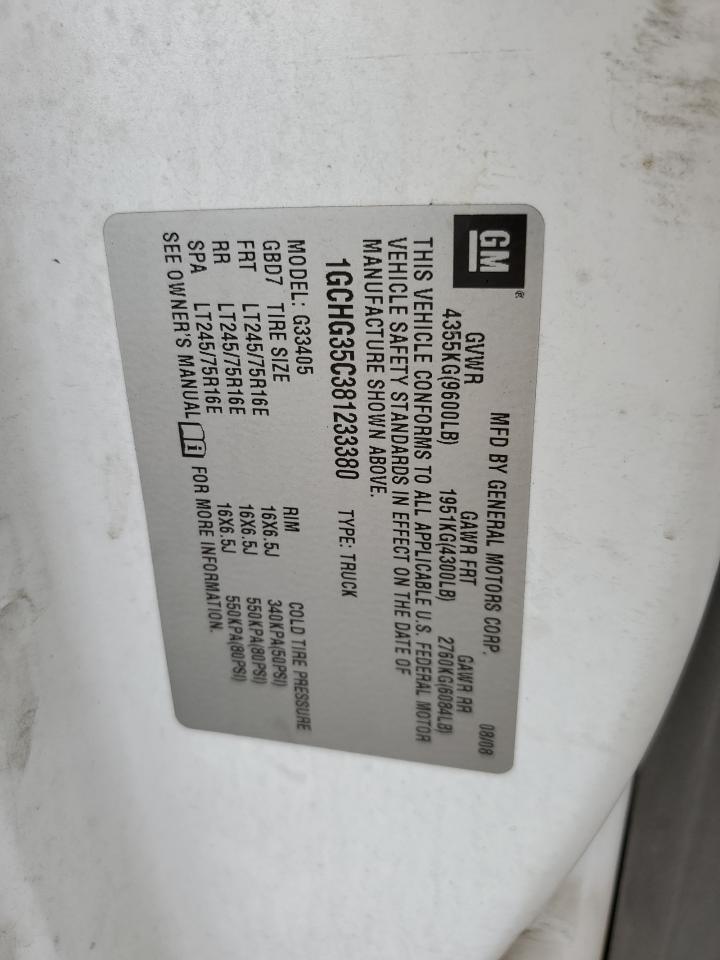 GM®
MFD BY GENERAL MOTORS CORP. 08/08
GVWR GAWR FRT GAWR RR
4355KG(9600LB) 1951KG(4300LB) 2760KG(6084LB)
THIS VEHICLE CONFORMS TO ALL APPLICABLE U.S. FEDERAL MOTOR
VEHICLE SAFETY STANDARDS IN EFFECT ON THE DATE OF
MANUFACTURE SHOWN ABOVE.
1GCHG35C381233380 TYPE: TRUCK
MODEL: G33405
GBD7 TIRE SIZE RIM COLD TIRE PRESSURE
FRT LT245/75R16E 16X6.5J 340KPA(50PSI)
RR LT245/75R16E 16X6.5J 550KPA(80PSI)
SPA LT245/75R16E 16X6.5J 550KPA(80PSI)
SEE OWNER'S MANUAL FOR MORE INFORMATION.